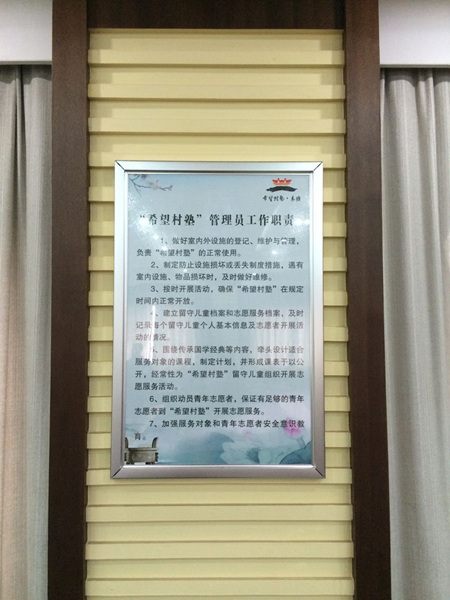 希望村塾·
"希望村塾"管理员工作职责
1、做好室内外设施的登记、维护与管理，
负责"希望村塾"的正常使用。
2、制定防止设施损坏或丢失制度措施，遇有
室内设施，物品损坏时，及时做好维修。
3、按时开展活动，确保"希望村塾"在规定
时间内正常开放。
4、建立留守儿童档案和志愿服务档案，及时
记录每个留守儿童个人基本信息及志愿者开展活
动的情况。
5、围绕传承国学经典等内容，牵头设计适合
服务对象的课程，制定计划，并形成课表予以公
开，经常性为"希望村塾"留守儿童组织开展志
愿服务活动。
6、组织动员青年志愿者，保证有足够的青年
志愿者到"希望村塾"开展志愿服务。
7、加强服务对象和青年志愿者安全意识教
育。